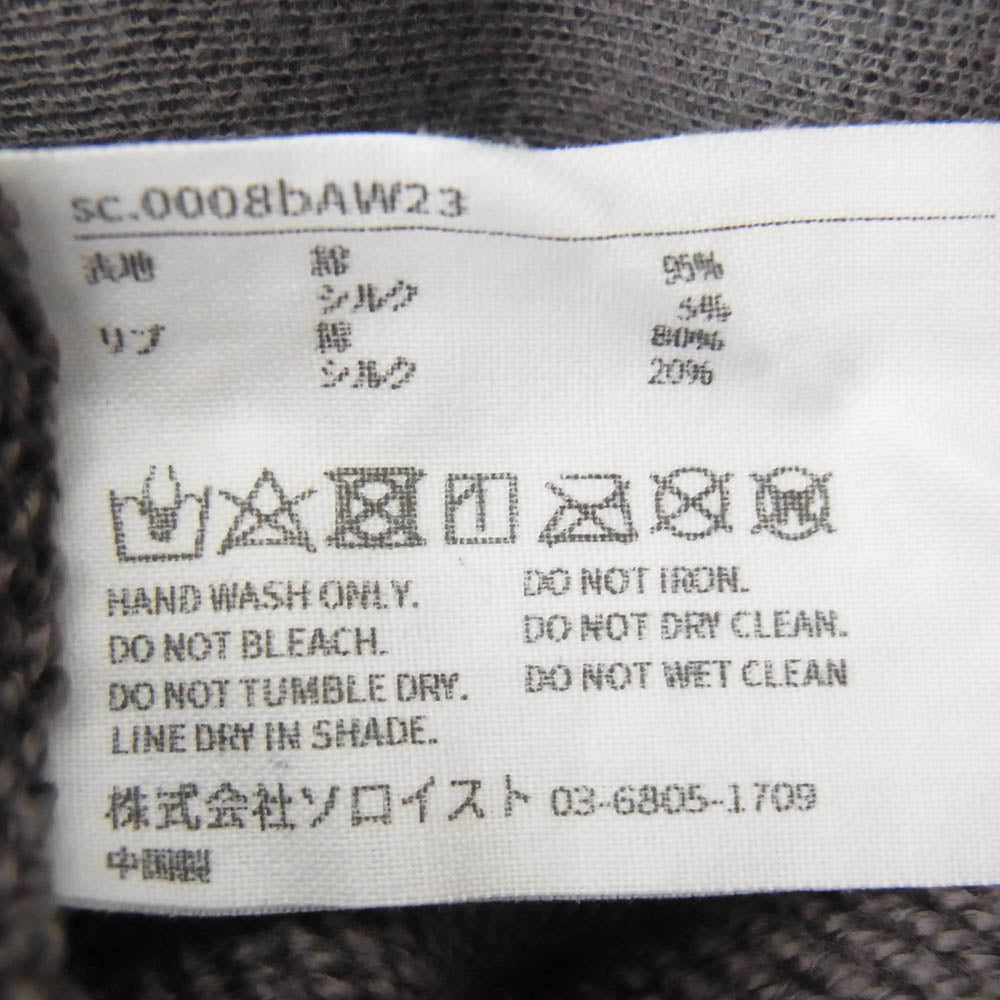 sc.0008bAW23
表地 綿 95%
シルク 5%
リブ 綿 80%
シルク 20%
HAND WASH ONLY.
DO NOT BLEACH.
DO NOT TUMBLE DRY.
LINE DRY IN SHADE.
DO NOT IRON.
DO NOT DRY CLEAN.
DO NOT WET CLEAN
株式会社ソロイスト 03-6805-1709
中国製